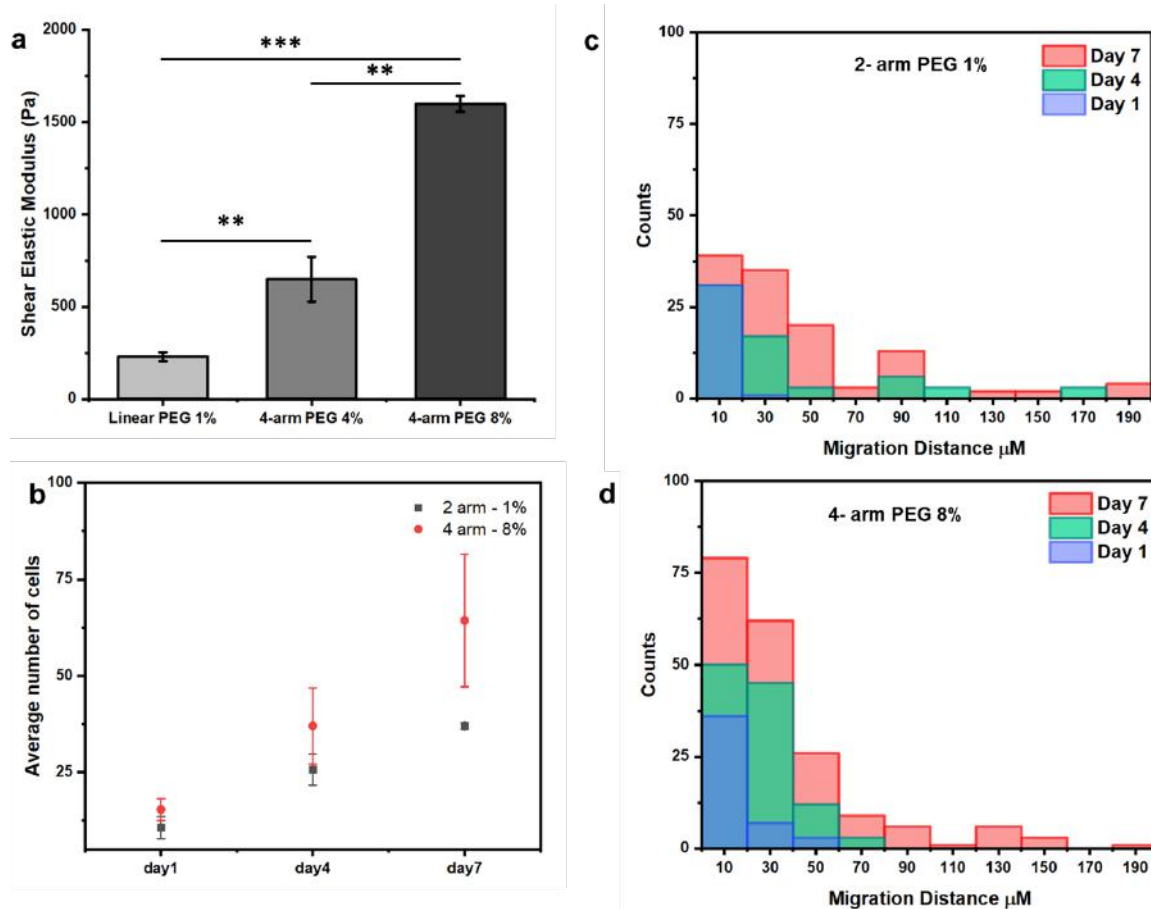 a
2000
1500
1000
500
0
Shear Elastic Modulus (Pa)
***
**
**
Linear PEG 1%
4-arm PEG 4%
4-arm PEG 8%
b
100
75
50
25
Average number of cells
2 arm - 1%
4 arm - 8%
day1
day4
day7
c
100
75
50
25
0
Counts
2- arm PEG 1%
Day 7
Day 4
Day 1
10 30 50 70 90 110 130 150 170 190
Migration Distance μM
d
100
75
50
25
0
Counts
4- arm PEG 8%
Day 7
Day 4
Day 1
10 30 50 70 90 110 130 150 170 190
Migration Distance μM